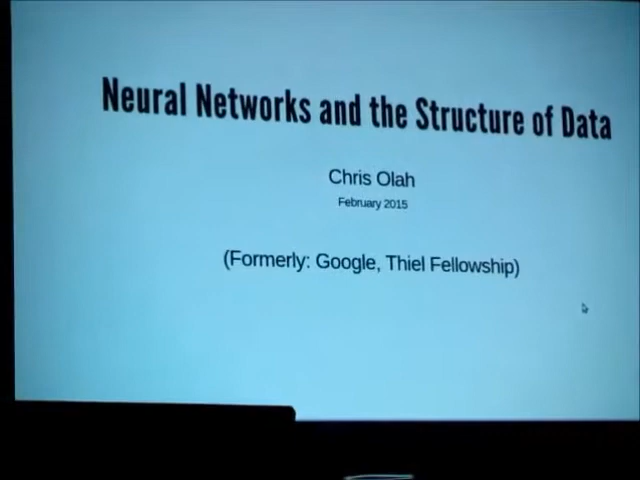 Neural Networks and the Structure of Data
Chris Olah
February 2015
(Formerly: Google, Thiel Fellowship)